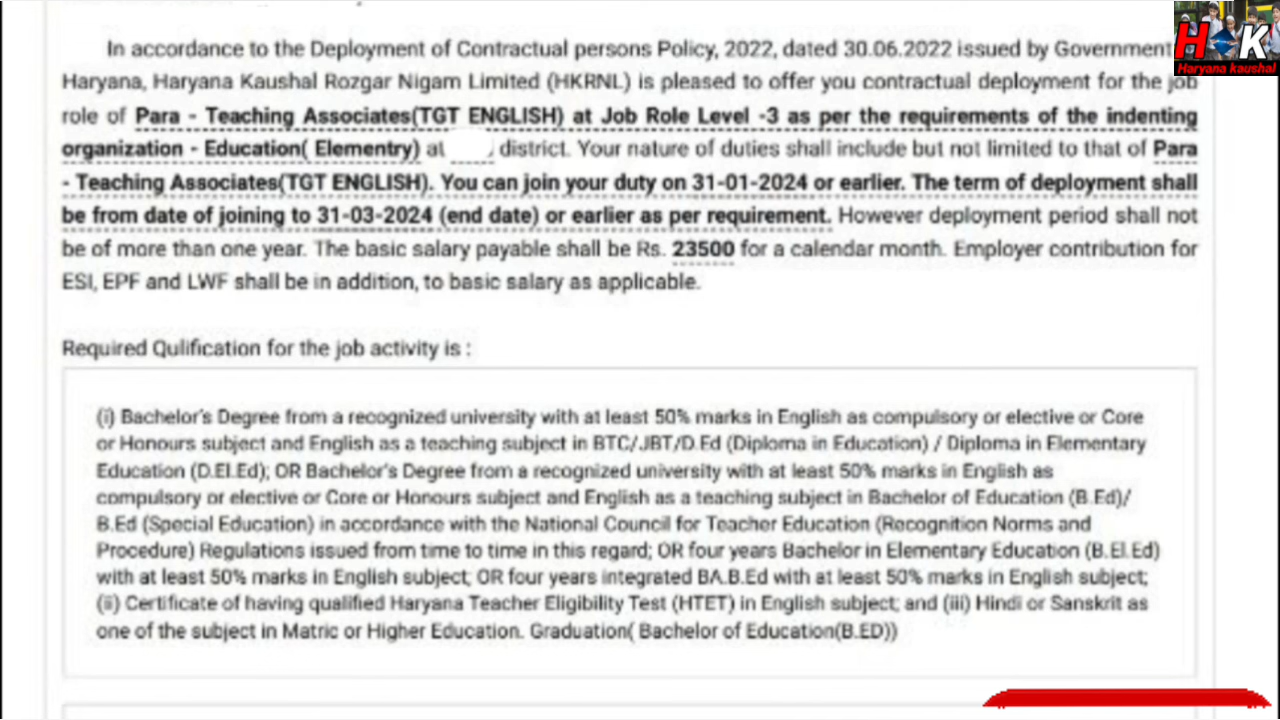 In accordance to the Deployment of Contractual persons Policy, 2022, dated 30.06.2022 issued by Government
Haryana, Haryana Kaushal Rozgar Nigam Limited (HKRNL) is pleased to offer you contractual deployment for the job
role of Para - Teaching Associates(TGT ENGLISH) at Job Role Level -3 as per the requirements of the indenting
organization - Education( Elementry) at district. Your nature of duties shall include but not limited to that of Para
- Teaching Associates(TGT ENGLISH). You can join your duty on 31-01-2024 or earlier. The term of deployment shall
be from date of joining to 31-03-2024 (end date) or earlier as per requirement. However deployment period shall not
be of more than one year. The basic salary payable shall be Rs. 23500 for a calendar month. Employer contribution for
ESI, EPF and LWF shall be in addition, to basic salary as applicable.
Required Qulification for the job activity is :
(i) Bachelor's Degree from a recognized university with at least 50% marks in English as compulsory or elective or Core
or Honours subject and English as a teaching subject in BTC/JBT/D.Ed (Diploma in Education) / Diploma in Elementary
Education (D.El.Ed); OR Bachelor's Degree from a recognized university with at least 50% marks in English as
compulsory or elective or Core or Honours subject and English as a teaching subject in Bachelor of Education (B.Ed)/
B.Ed (Special Education) in accordance with the National Council for Teacher Education (Recognition Norms and
Procedure) Regulations issued from time to time in this regard; OR four years Bachelor in Elementary Education (B.El.Ed)
with at least 50% marks in English subject; OR four years integrated BA.B.Ed with at least 50% marks in English subject;
(ii) Certificate of having qualified Haryana Teacher Eligibility Test (HTET) in English subject; and (iii) Hindi or Sanskrit as
one of the subject in Matric or Higher Education. Graduation( Bachelor of Education(B.ED))
H K
Haryana kaushal